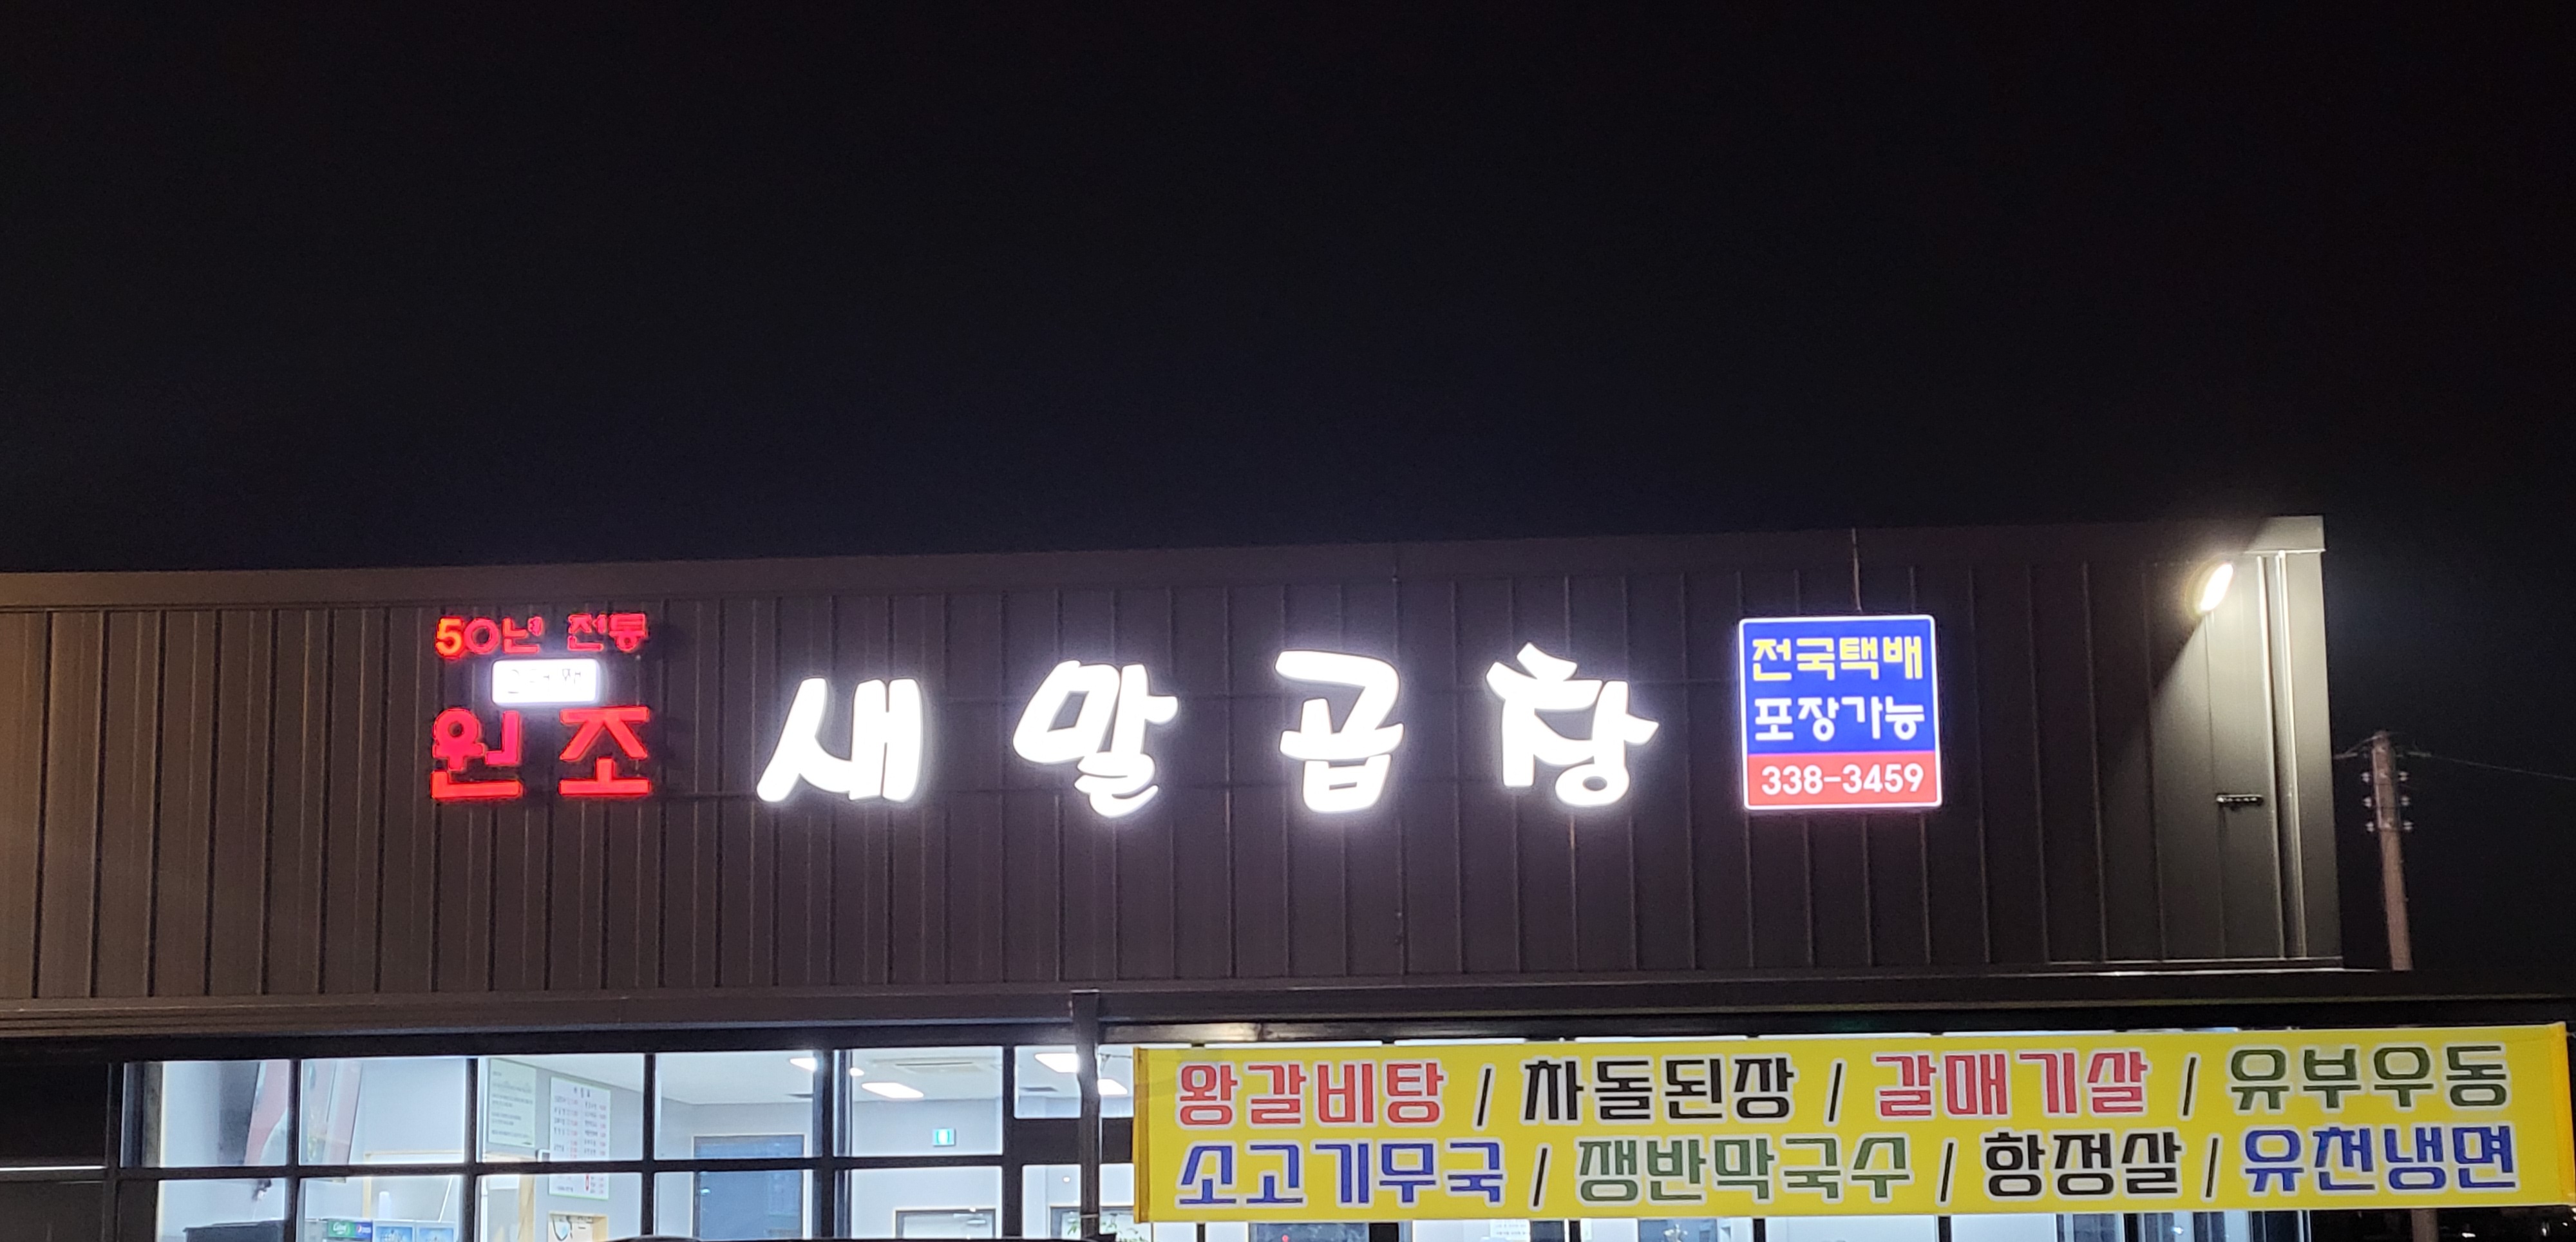 50년 전통
원조
새말곱창
전국택배
포장가능
338-3459
왕갈비탕 / 차돌된장 / 갈매기살 / 유부우동
소고기무국 / 쟁반막국수 / 항정살 / 유천냉면